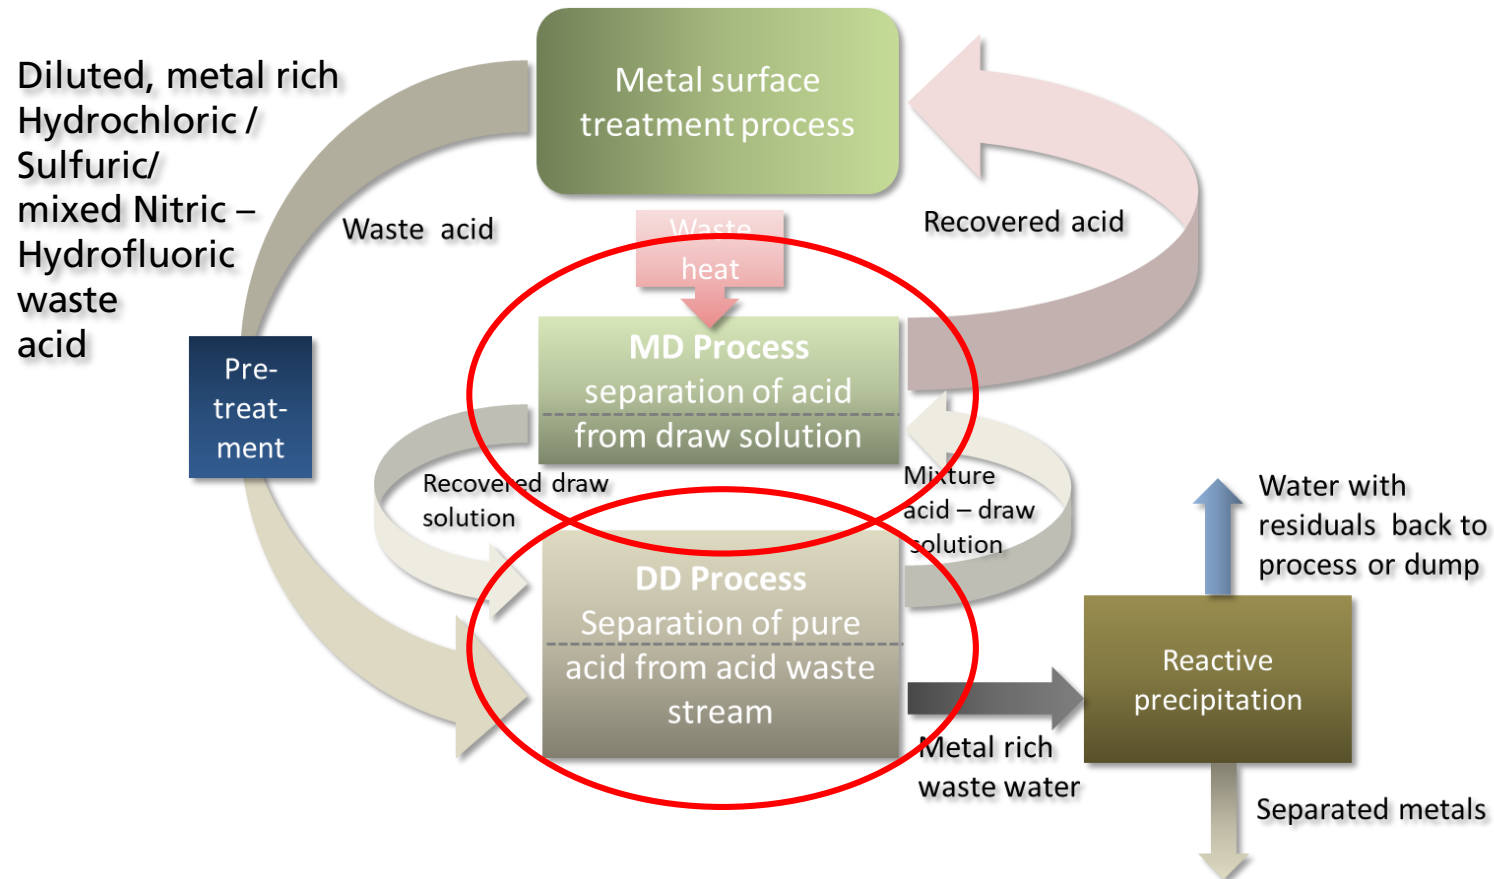 Diluted, metal rich
Hydrochloric /
Sulfuric/
mixed Nitric –
Hydrofluoric
waste
acid
Metal surface
treatment process
Waste acid
Waste
heat
Recovered acid
Pre-
treat-
ment
MD Process
separation of acid
from draw solution
Recovered draw
solution
Mixture
acid – draw
solution
DD Process
Separation of pure
acid from acid waste
stream
Metal rich
waste water
Water with
residuals back to
process or dump
Reactive
precipitation
Separated metals